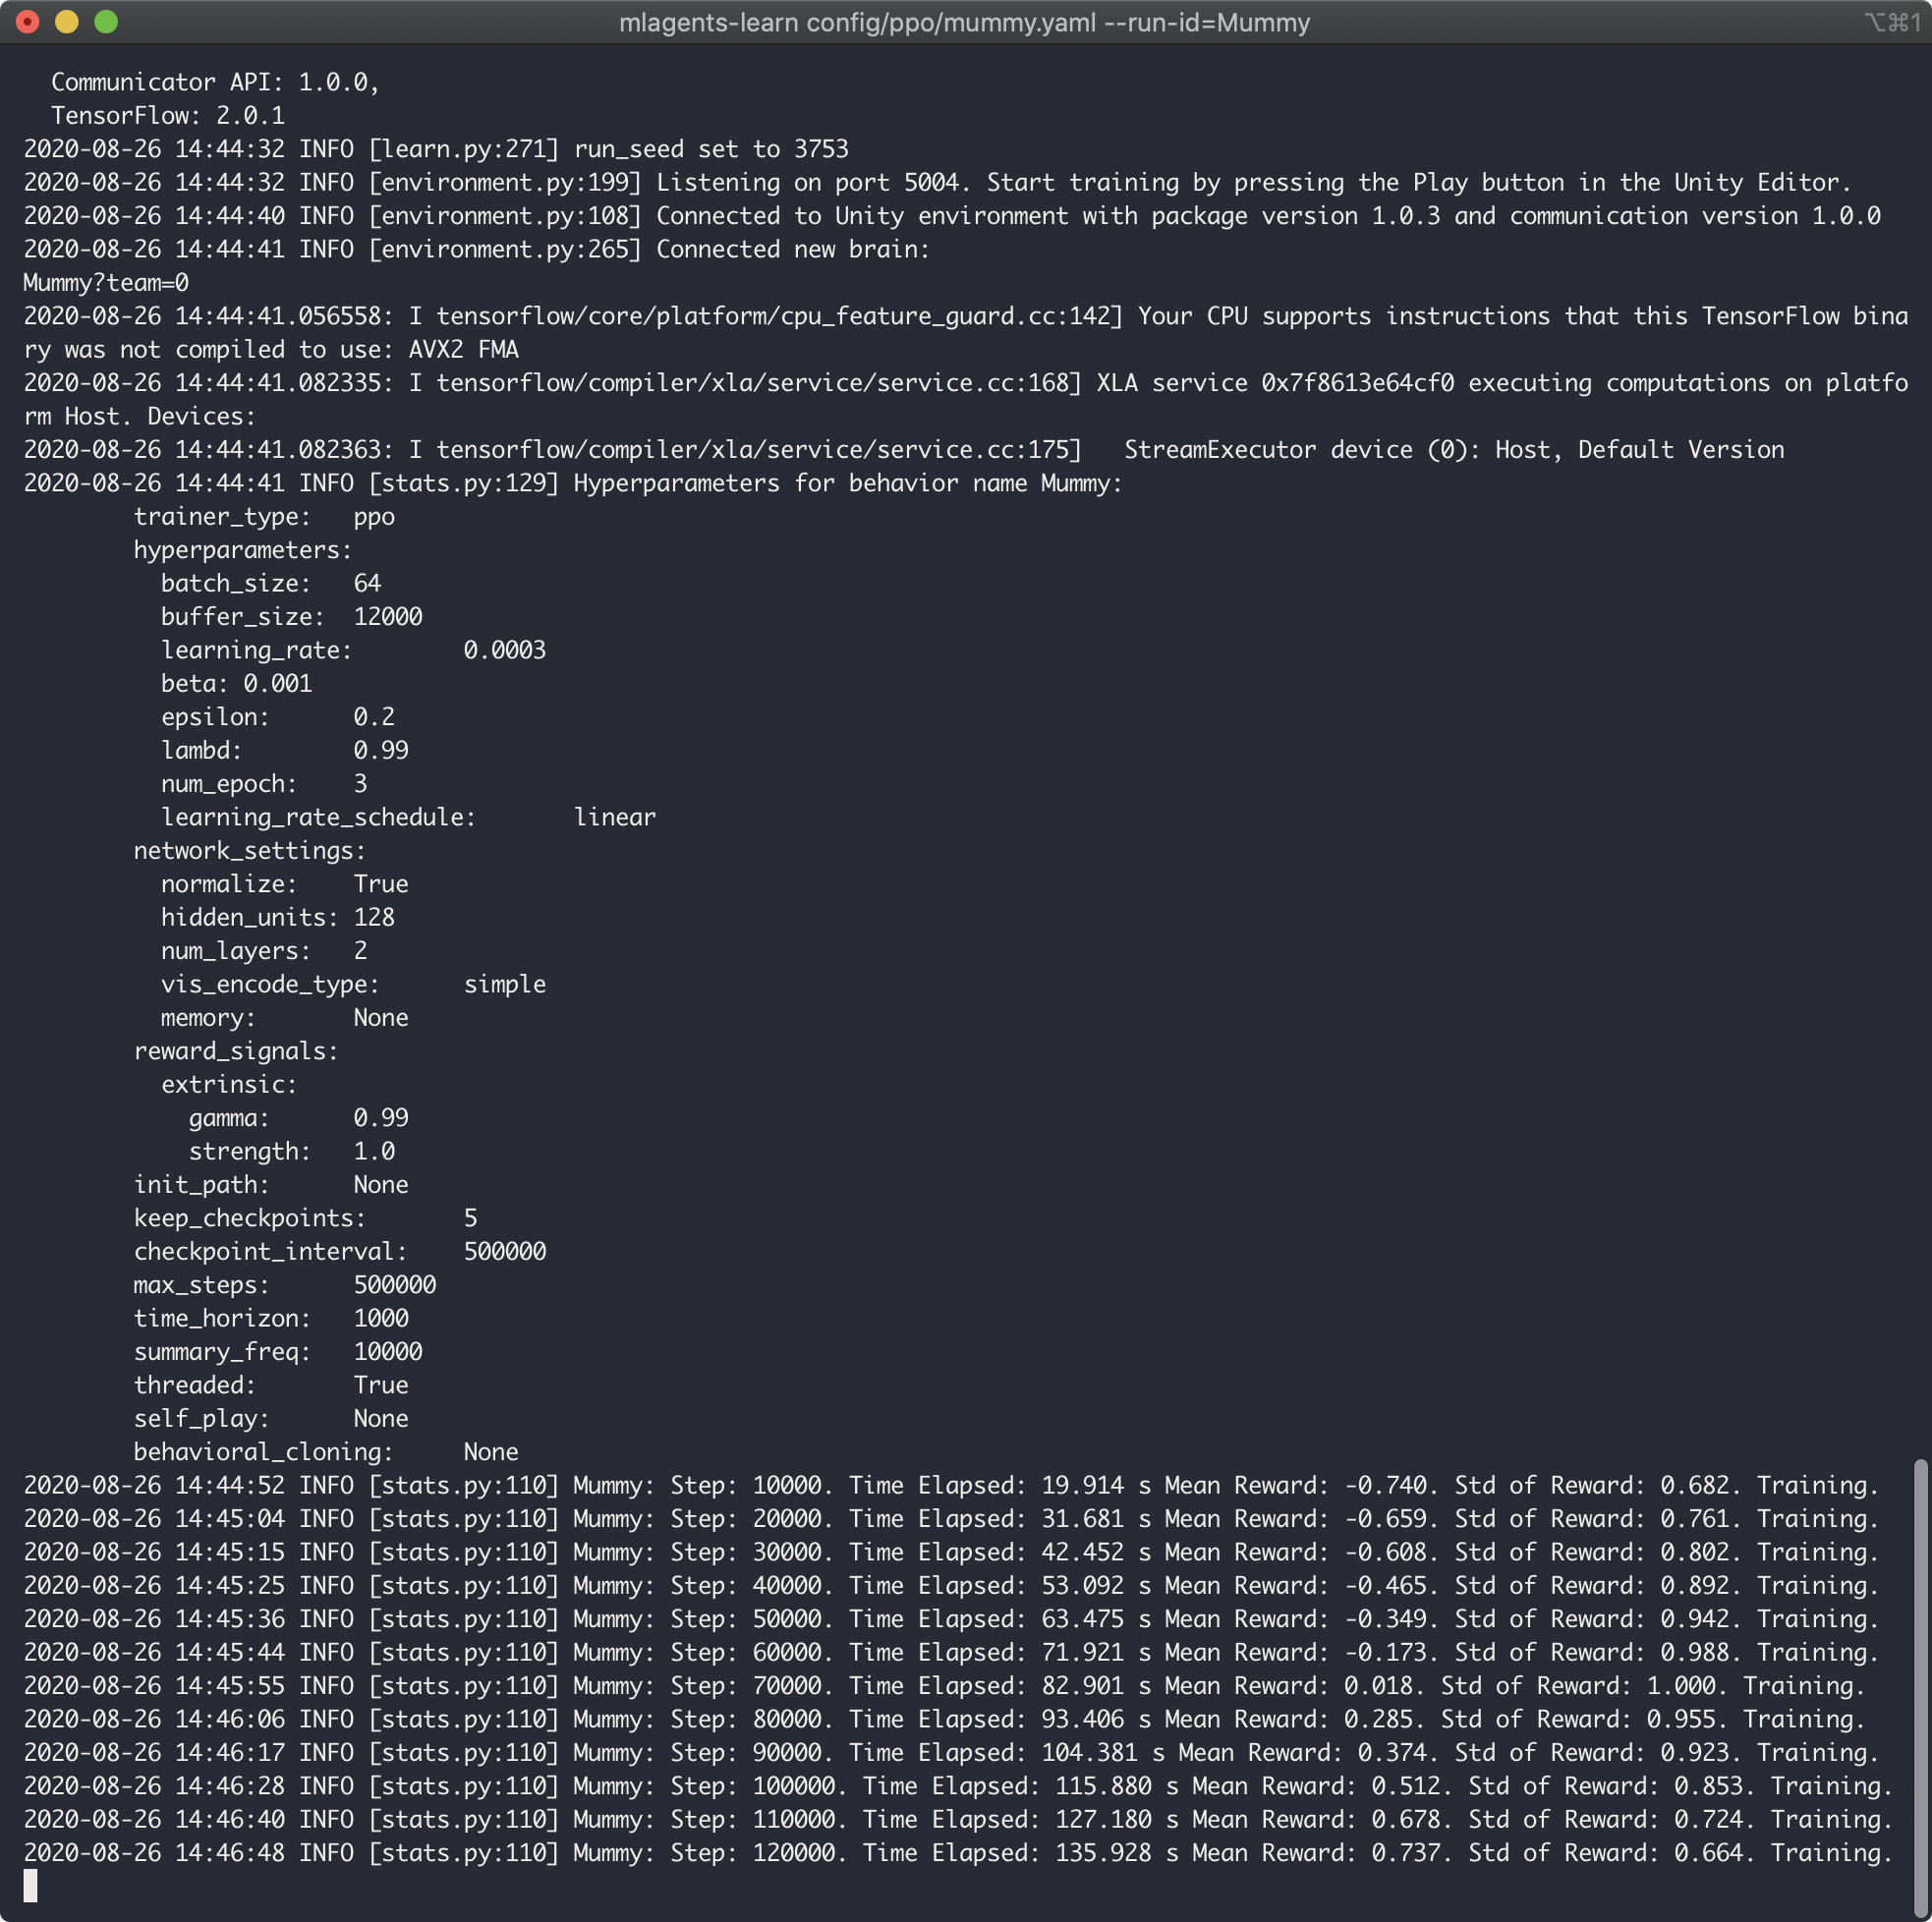 mlagents-learn config/ppo/mummy.yaml --run-id=Mummy
⌥⌘1
Communicator API: 1.0.0,
TensorFlow: 2.0.1
2020-08-26 14:44:32 INFO [learn.py:271] run_seed set to 3753
2020-08-26 14:44:32 INFO [environment.py:199] Listening on port 5004. Start training by pressing the Play button in the Unity Editor.
2020-08-26 14:44:40 INFO [environment.py:108] Connected to Unity environment with package version 1.0.3 and communication version 1.0.0
2020-08-26 14:44:41 INFO [environment.py:265] Connected new brain:
Mummy?team=0
2020-08-26 14:44:41.056558: I tensorflow/core/platform/cpu_feature_guard.cc:142] Your CPU supports instructions that this TensorFlow bina
ry was not compiled to use: AVX2 FMA
2020-08-26 14:44:41.082335: I tensorflow/compiler/xla/service/service.cc:168] XLA service 0x7f8613e64cf0 executing computations on platfo
rm Host. Devices:
2020-08-26 14:44:41.082363: I tensorflow/compiler/xla/service/service.cc:175]   StreamExecutor device (0): Host, Default Version
2020-08-26 14:44:41 INFO [stats.py:129] Hyperparameters for behavior name Mummy:
trainer_type:   ppo
hyperparameters:
batch_size:   64
buffer_size:  12000
learning_rate:        0.0003
beta: 0.001
epsilon:      0.2
lambd:        0.99
num_epoch:    3
learning_rate_schedule:       linear
network_settings:
normalize:    True
hidden_units: 128
num_layers:   2
vis_encode_type:      simple
memory:       None
reward_signals:
extrinsic:
gamma:      0.99
strength:   1.0
init_path:      None
keep_checkpoints:       5
checkpoint_interval:    500000
max_steps:      500000
time_horizon:   1000
summary_freq:   10000
threaded:       True
self_play:      None
behavioral_cloning:     None
2020-08-26 14:44:52 INFO [stats.py:110] Mummy: Step: 10000. Time Elapsed: 19.914 s Mean Reward: -0.740. Std of Reward: 0.682. Training.
2020-08-26 14:45:04 INFO [stats.py:110] Mummy: Step: 20000. Time Elapsed: 31.681 s Mean Reward: -0.659. Std of Reward: 0.761. Training.
2020-08-26 14:45:15 INFO [stats.py:110] Mummy: Step: 30000. Time Elapsed: 42.452 s Mean Reward: -0.608. Std of Reward: 0.802. Training.
2020-08-26 14:45:25 INFO [stats.py:110] Mummy: Step: 40000. Time Elapsed: 53.092 s Mean Reward: -0.465. Std of Reward: 0.892. Training.
2020-08-26 14:45:36 INFO [stats.py:110] Mummy: Step: 50000. Time Elapsed: 63.475 s Mean Reward: -0.349. Std of Reward: 0.942. Training.
2020-08-26 14:45:44 INFO [stats.py:110] Mummy: Step: 60000. Time Elapsed: 71.921 s Mean Reward: -0.173. Std of Reward: 0.988. Training.
2020-08-26 14:45:55 INFO [stats.py:110] Mummy: Step: 70000. Time Elapsed: 82.901 s Mean Reward: 0.018. Std of Reward: 1.000. Training.
2020-08-26 14:46:06 INFO [stats.py:110] Mummy: Step: 80000. Time Elapsed: 93.406 s Mean Reward: 0.285. Std of Reward: 0.955. Training.
2020-08-26 14:46:17 INFO [stats.py:110] Mummy: Step: 90000. Time Elapsed: 104.381 s Mean Reward: 0.374. Std of Reward: 0.923. Training.
2020-08-26 14:46:28 INFO [stats.py:110] Mummy: Step: 100000. Time Elapsed: 115.880 s Mean Reward: 0.512. Std of Reward: 0.853. Training.
2020-08-26 14:46:40 INFO [stats.py:110] Mummy: Step: 110000. Time Elapsed: 127.180 s Mean Reward: 0.678. Std of Reward: 0.724. Training.
2020-08-26 14:46:48 INFO [stats.py:110] Mummy: Step: 120000. Time Elapsed: 135.928 s Mean Reward: 0.737. Std of Reward: 0.664. Training.